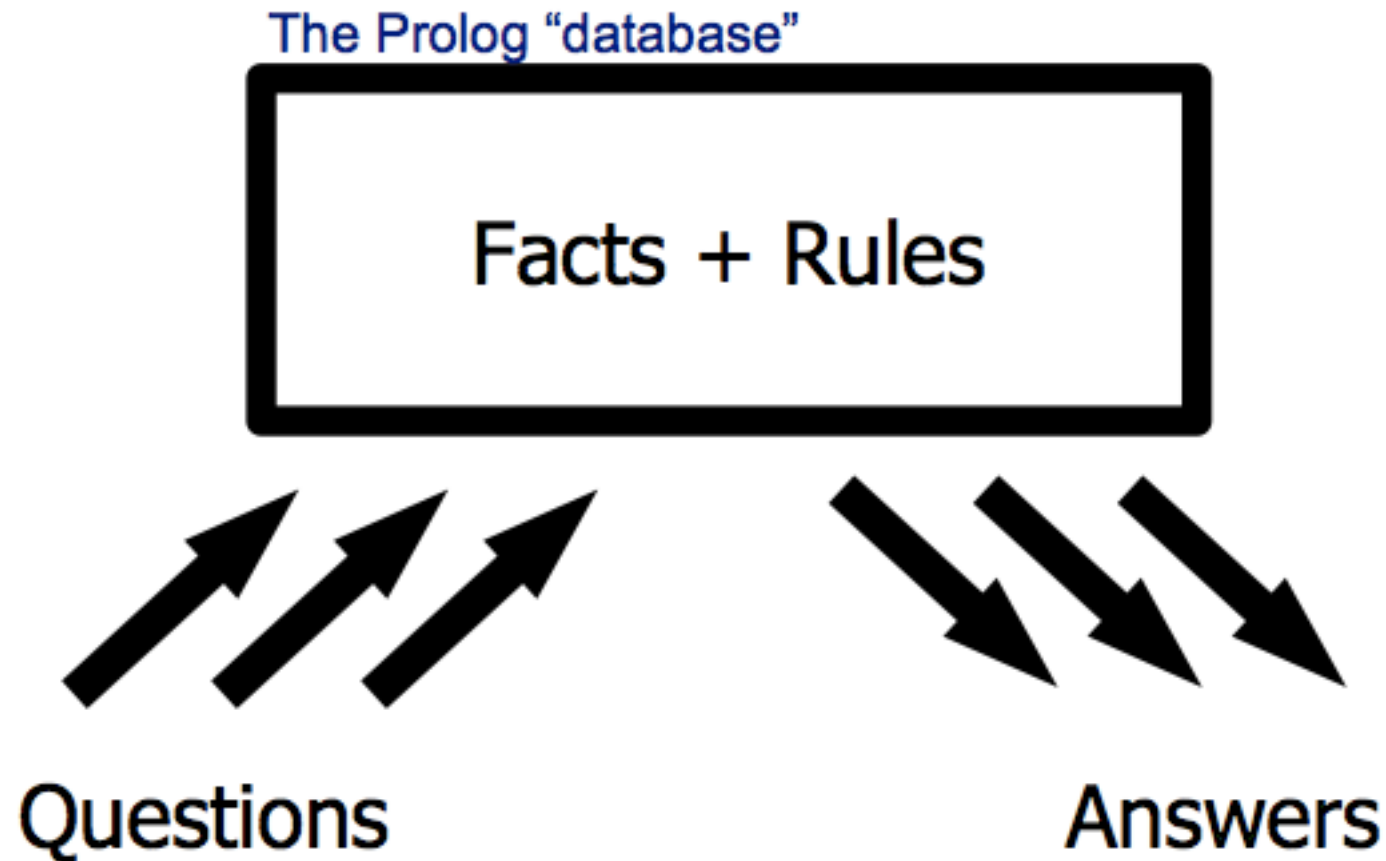 The Prolog “database”
Facts + Rules
Questions
Answers